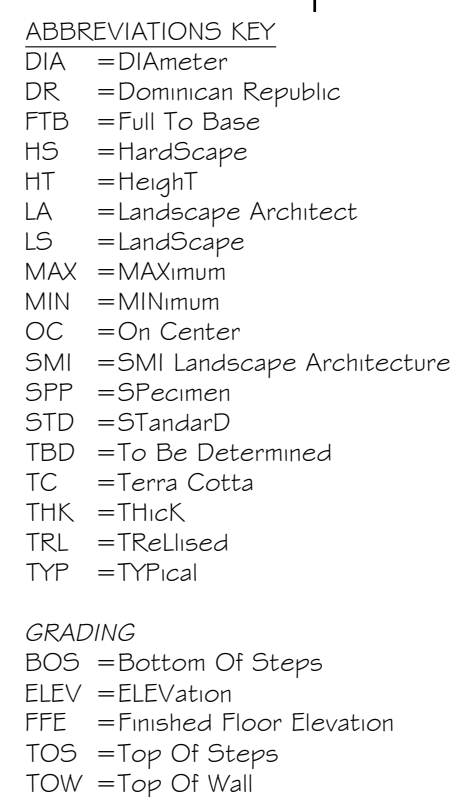 ABBREVIATIONS KEY
DIA =DIAmeter
DR =Dominican Republic
FTB =Full To Base
HS =HardScape
HT =HeighT
LA =Landscape Architect
LS =LandScape
MAX =MAXimum
MIN =MINimum
OC =On Center
SMI =SMI Landscape Architecture
SPP =SPecimen
STD =STandarD
TBD =To Be Determined
TC =Terra Cotta
THK =THicK
TRL =TReLlised
TYP =TYPical
GRADING
BOS =Bottom Of Steps
ELEV =ELEVation
FFE =Finished Floor Elevation
TOS =Top Of Steps
TOW =Top Of Wall